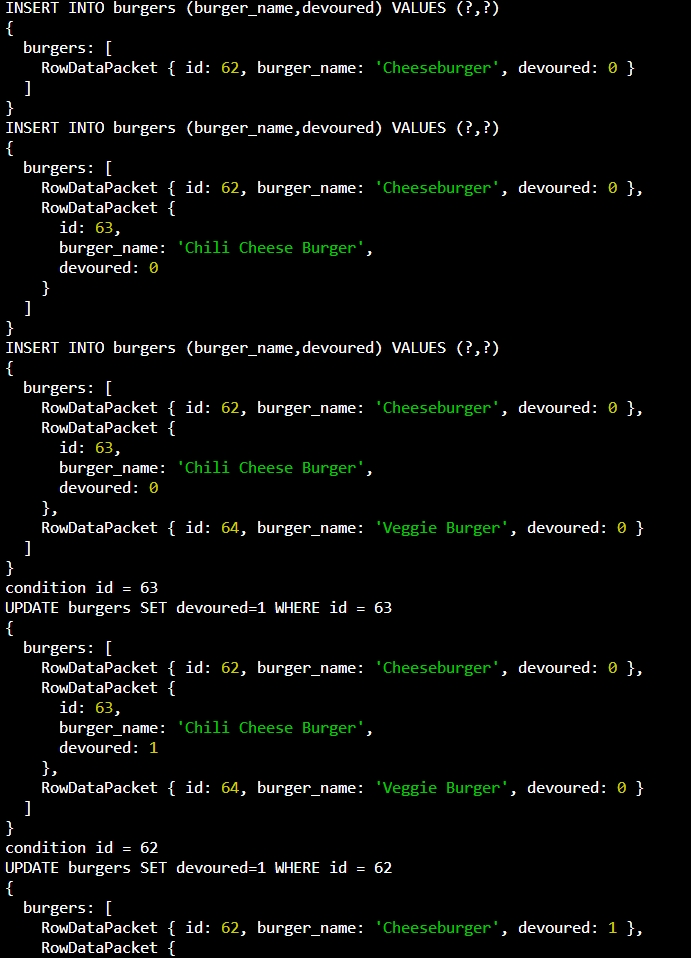 INSERT INTO burgers (burger_name,devoured) VALUES (?,?)
{
  burgers: [
    RowDataPacket { id: 62, burger_name: 'Cheeseburger', devoured: 0 }
  ]
}
INSERT INTO burgers (burger_name,devoured) VALUES (?,?)
{
  burgers: [
    RowDataPacket { id: 62, burger_name: 'Cheeseburger', devoured: 0 },
    RowDataPacket {
      id: 63,
      burger_name: 'Chili Cheese Burger',
      devoured: 0
    }
  ]
}
INSERT INTO burgers (burger_name,devoured) VALUES (?,?)
{
  burgers: [
    RowDataPacket { id: 62, burger_name: 'Cheeseburger', devoured: 0 },
    RowDataPacket {
      id: 63,
      burger_name: 'Chili Cheese Burger',
      devoured: 0
    },
    RowDataPacket { id: 64, burger_name: 'Veggie Burger', devoured: 0 }
  ]
}
condition id = 63
UPDATE burgers SET devoured=1 WHERE id = 63
{
  burgers: [
    RowDataPacket { id: 62, burger_name: 'Cheeseburger', devoured: 0 },
    RowDataPacket {
      id: 63,
      burger_name: 'Chili Cheese Burger',
      devoured: 1
    },
    RowDataPacket { id: 64, burger_name: 'Veggie Burger', devoured: 0 }
  ]
}
condition id = 62
UPDATE burgers SET devoured=1 WHERE id = 62
{
  burgers: [
    RowDataPacket { id: 62, burger_name: 'Cheeseburger', devoured: 1 },
    RowDataPacket {